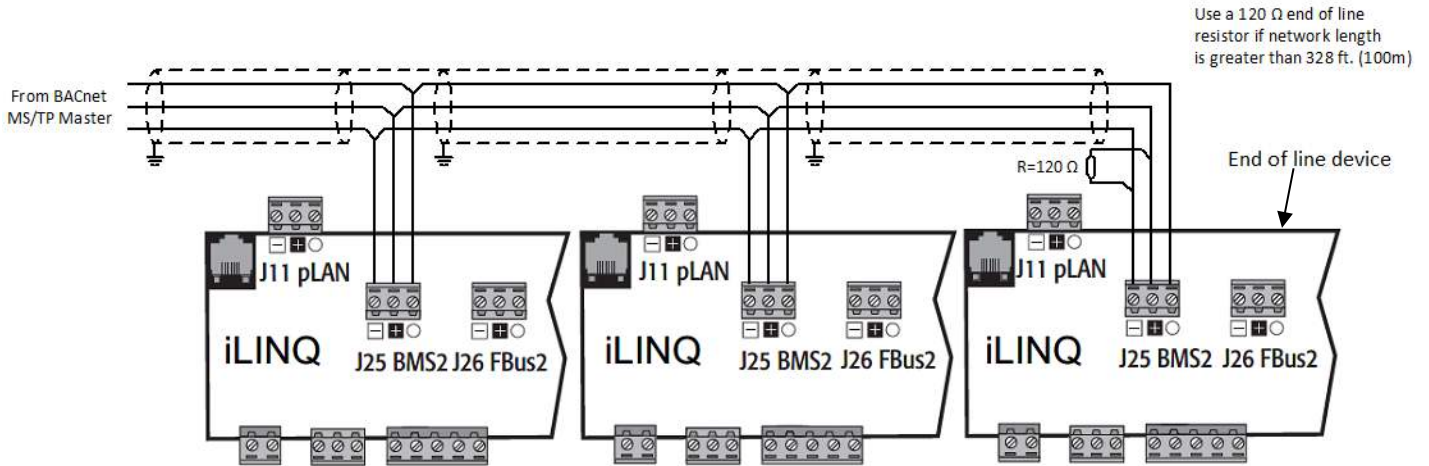 Use a 120 Ω end of line
resistor if network length
is greater than 328 ft. (100m)
From BACnet
MS/TP Master
R=120 Ω
End of line device
J11 pLAN
J11 pLAN
J11 pLAN
iLINQ
J25 BMS2
J26 FBus2
iLINQ
J25 BMS2
J26 FBus2
iLINQ
J25 BMS2
J26 FBus2